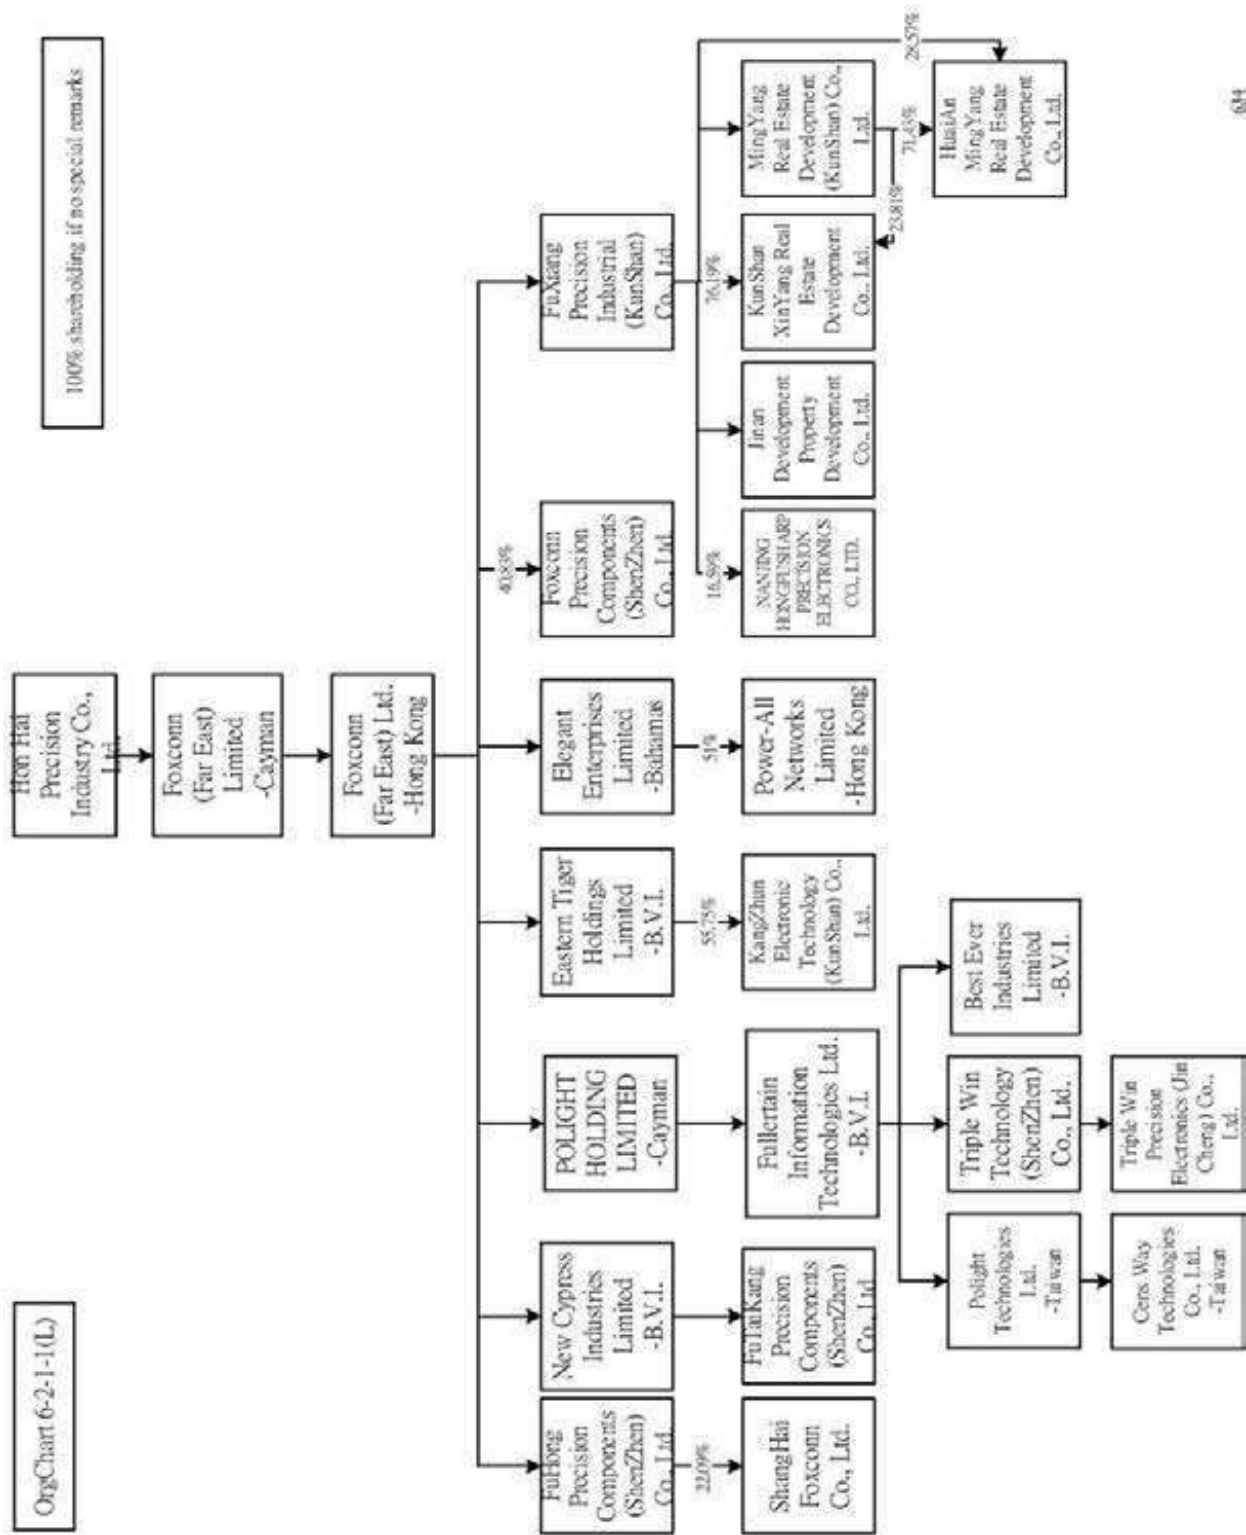 OrgChart 6-2-1-1(L)
100% shareholding if no special remarks
Hon Hai
Precision
Industry Co.,
Ltd.
Foxconn
(Far East)
Limited
-Cayman
Foxconn
(Far East) Ltd.
-Hong Kong
FuHong
Precision
Components
(ShenZhen)
Co., Ltd.
New Cypress
Industries
Limited
-B.V.I.
POLIGHT
HOLDING
LIMITED
-Cayman
Eastern Tiger
Holdings
Limited
-B.V.I.
Elegant
Enterprises
Limited
-Bahamas
40.83%
Foxconn
Precision
Components
(ShenZhen)
Co., Ltd.
FuXiang
Precision
Industrial
(KunShan)
Co., Ltd.
22.09%
ShangHai
Foxconn
Co., Ltd.
FuTaiKang
Precision
Components
(ShenZhen)
Co., Ltd
Fullertain
Information
Technologies Ltd.
-B.V.I.
55.75%
KangZhun
Electronic
Technology
(KunShan) Co.,
Ltd.
51%
Power-All
Networks
Limited
-Hong Kong
16.59%
NANJING
HONGFUSHARP
PRECISION
ELECTRONICS
CO., LTD.
Jinan
Development
Property
Development
Co., Ltd.
76.19%
KunShan
XinYang Real
Estate
Development
Co., Ltd.
MingYang
Real Estate
Development
(KunShan) Co.,
Ltd.
23.81%
71.43%
28.57%
Polight
Technologies
Ltd.
-Taiwan
Triple Win
Technology
(ShenZhen)
Co., Ltd.
Best Ever
Industries
Limited
-B.V.I.
HuaiAn
MingYang
Real Estate
Development
Co., Ltd.
Cens Way
Technologies
Co., Ltd.
-Taiwan
Triple Win
Precision
Electronics (Jin
Cheng) Co.,
Ltd.
634